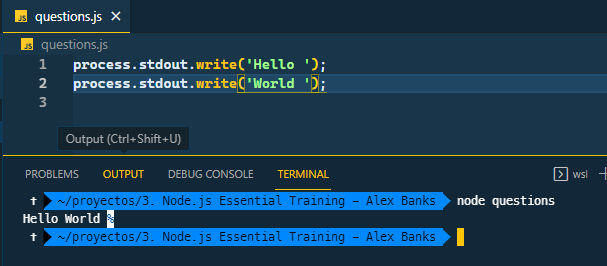 JS questions.js ×
JS questions.js
1 process.stdout.write('Hello ');
2 process.stdout.write('World ');
3
Output (Ctrl+Shift+U)
PROBLEMS OUTPUT DEBUG CONSOLE TERMINAL wsl +
~/proyectos/3. Node.js Essential Training – Alex Banks node questions
Hello World %
~/proyectos/3. Node.js Essential Training – Alex Banks